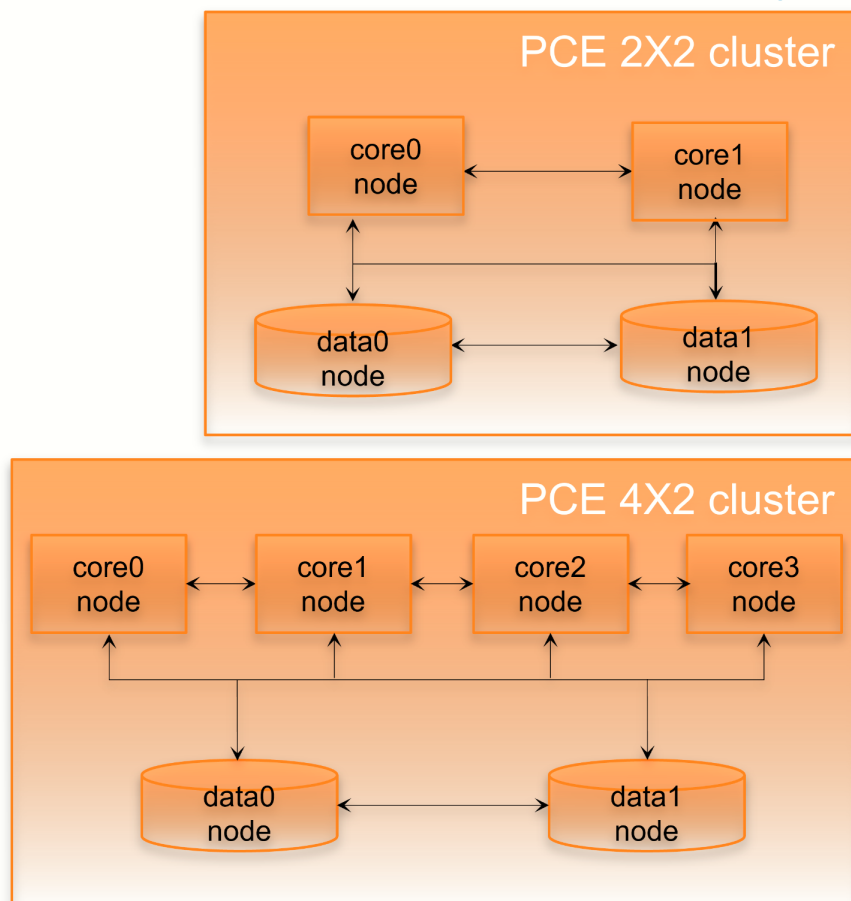 PCE 2X2 cluster
core0
node
core1
node
data0
node
data1
node
PCE 4X2 cluster
core0
node
core1
node
core2
node
core3
node
data0
node
data1
node